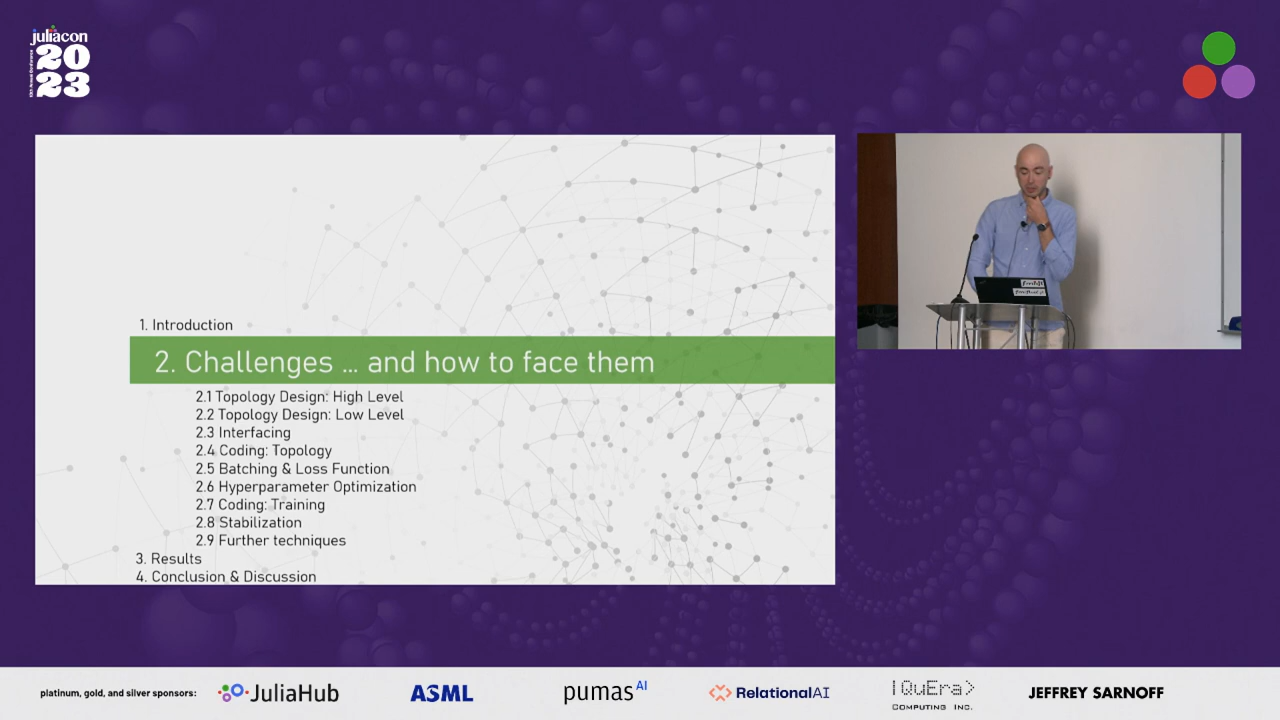 juliacon
20
23
1. Introduction
2. Challenges ... and how to face them
2.1 Topology Design: High Level
2.2 Topology Design: Low Level
2.3 Interfacing
2.4 Coding: Topology
2.5 Batching & Loss Function
2.6 Hyperparameter Optimization
2.7 Coding: Training
2.8 Stabilization
2.9 Further techniques
3. Results
4. Conclusion & Discussion
platinum, gold, and silver sponsors:
JuliaHub
ASML
pumasAI
RelationalAI
|QuEra>
COMPUTING INC.
JEFFREY SARNOFF